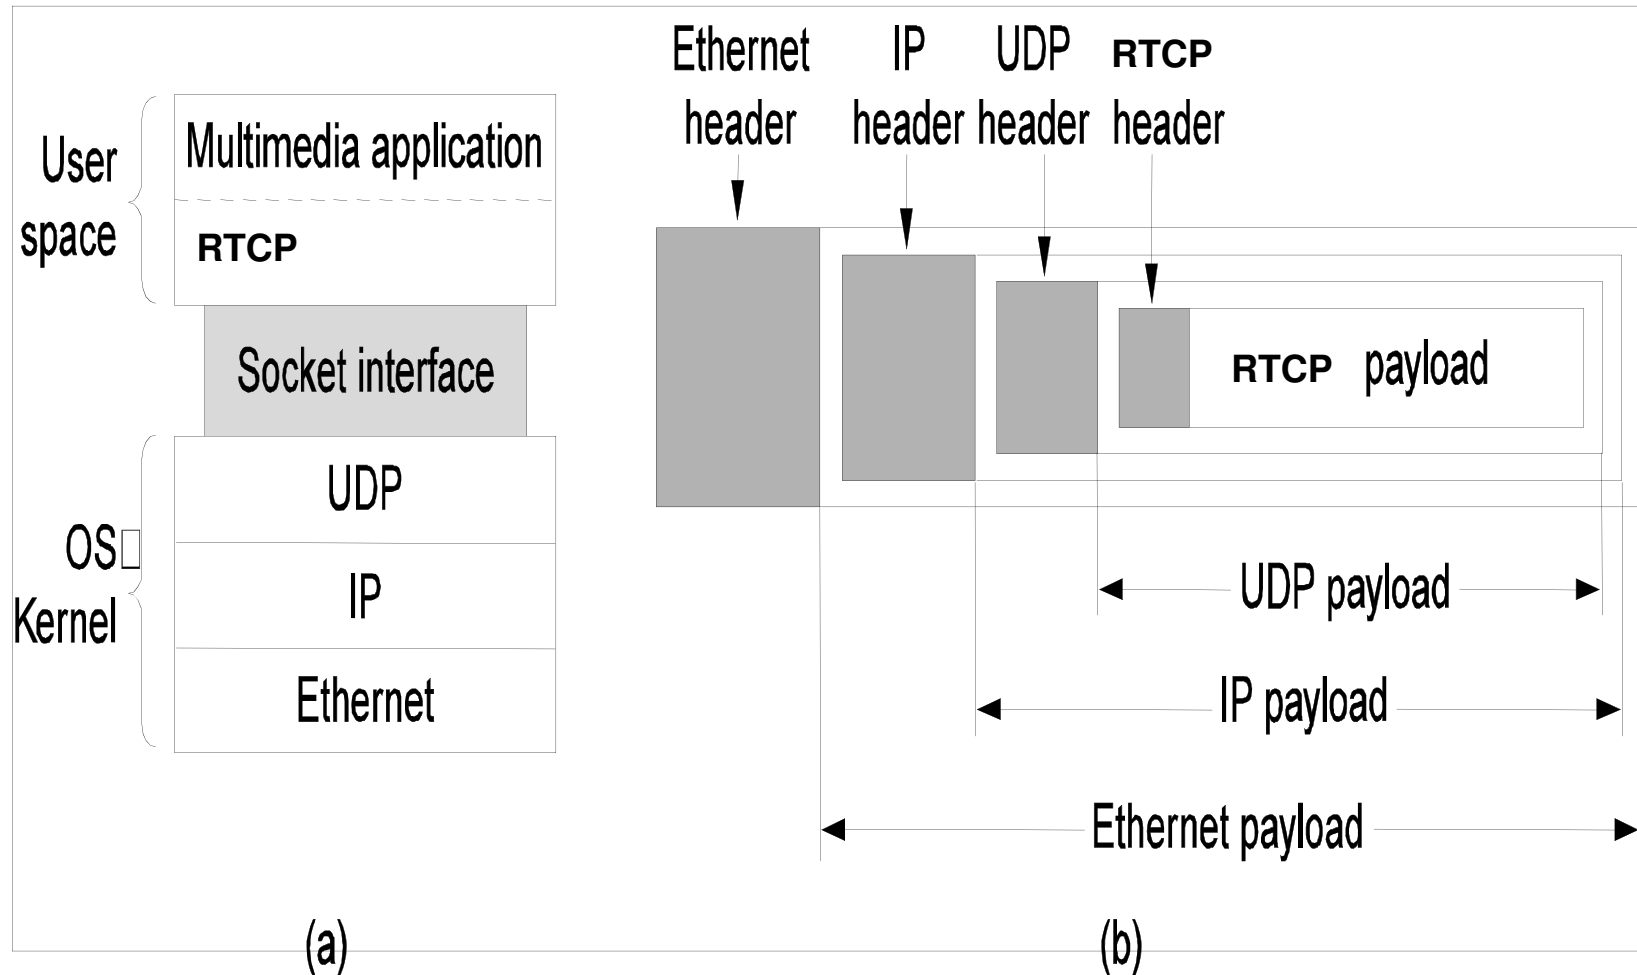 User
space
Multimedia application
RTCP
Socket interface
OS
Kernel
UDP
IP
Ethernet
(a)
Ethernet
header
IP
header
UDP
header
RTCP
header
RTCP payload
UDP payload
IP payload
Ethernet payload
(b)